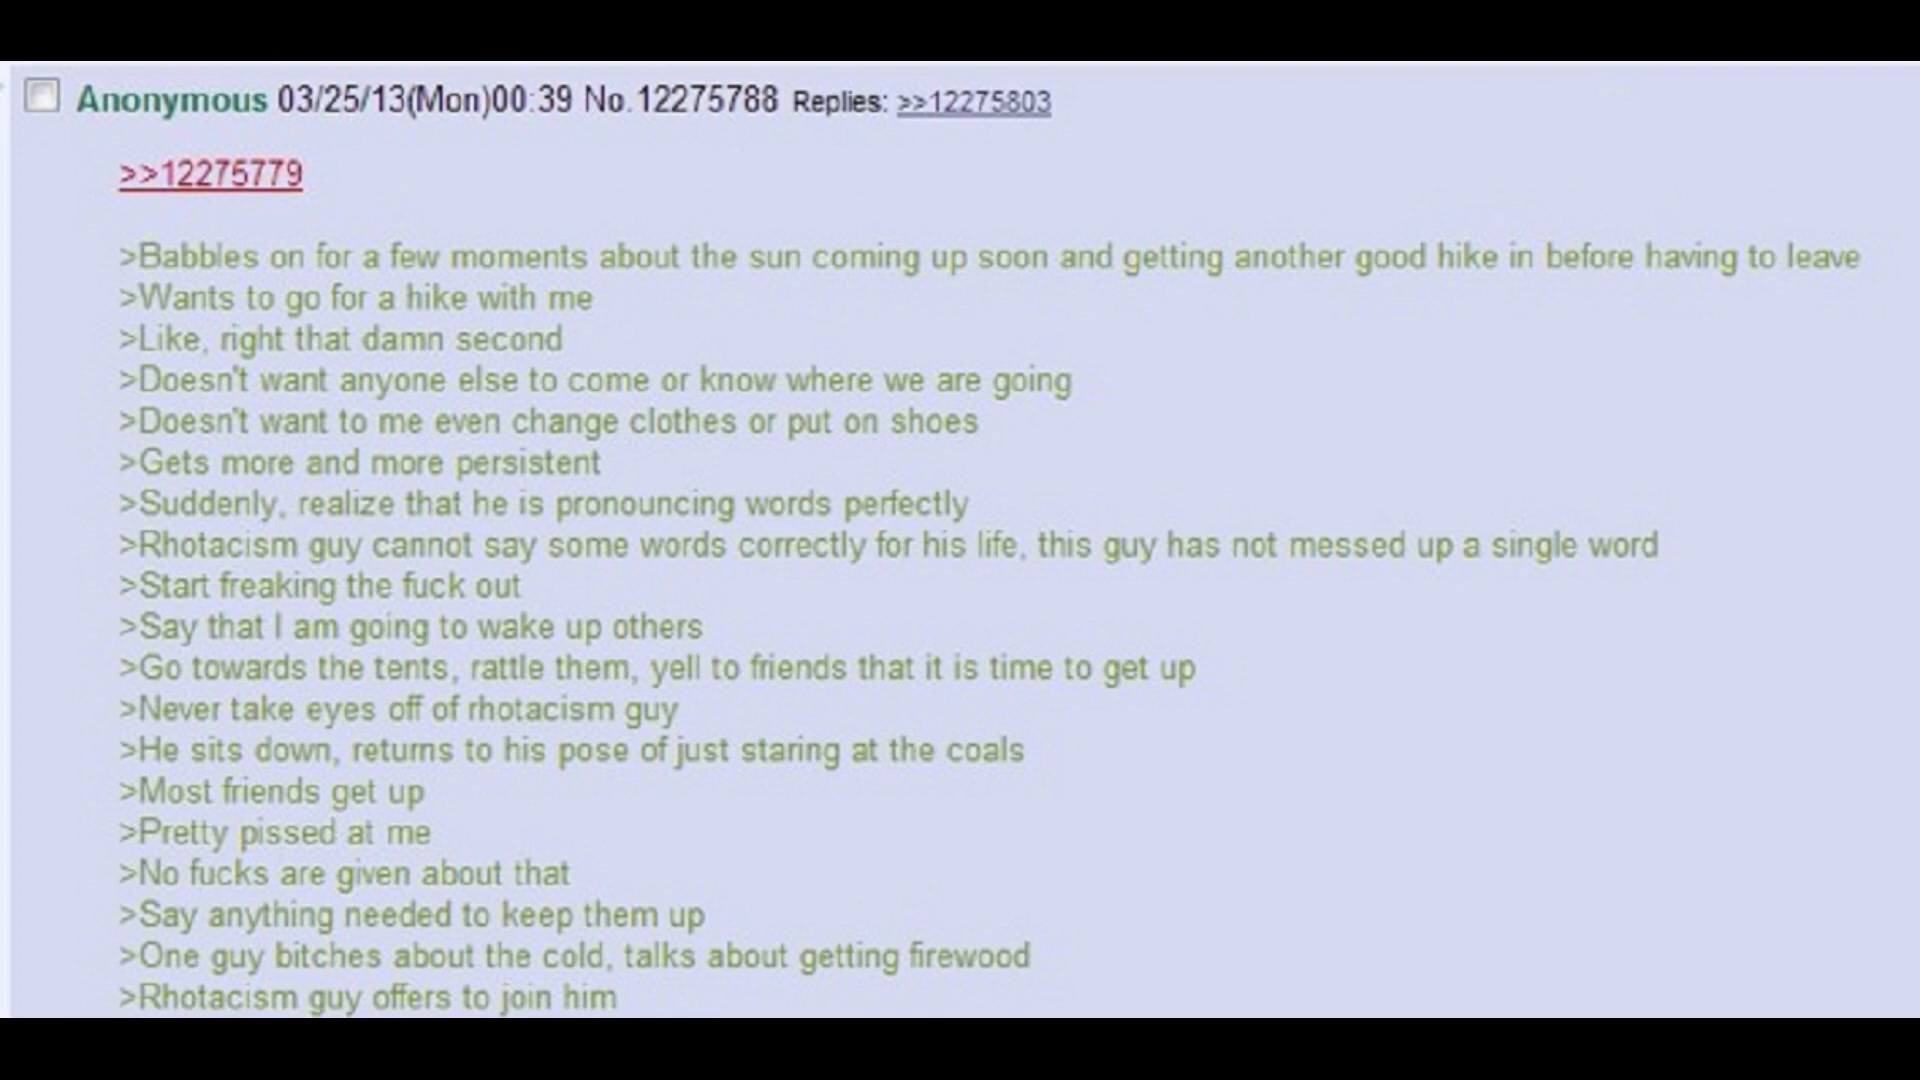 Anonymous 03/25/13(Mon)00:39 No.12275788 Replies: >>12275803
>>12275779
>Babbles on for a few moments about the sun coming up soon and getting another good hike in before having to leave
>Wants to go for a hike with me
>Like, right that damn second
>Doesn't want anyone else to come or know where we are going
>Doesn't want to me even change clothes or put on shoes
>Gets more and more persistent
>Suddenly, realize that he is pronouncing words perfectly
>Rhotacism guy cannot say some words correctly for his life, this guy has not messed up a single word
>Start freaking the fuck out
>Say that I am going to wake up others
>Go towards the tents, rattle them, yell to friends that it is time to get up
>Never take eyes off of rhotacism guy
>He sits down, returns to his pose of just staring at the coals
>Most friends get up
>Pretty pissed at me
>No fucks are given about that
>Say anything needed to keep them up
>One guy bitches about the cold, talks about getting firewood
>Rhotacism guy offers to join him